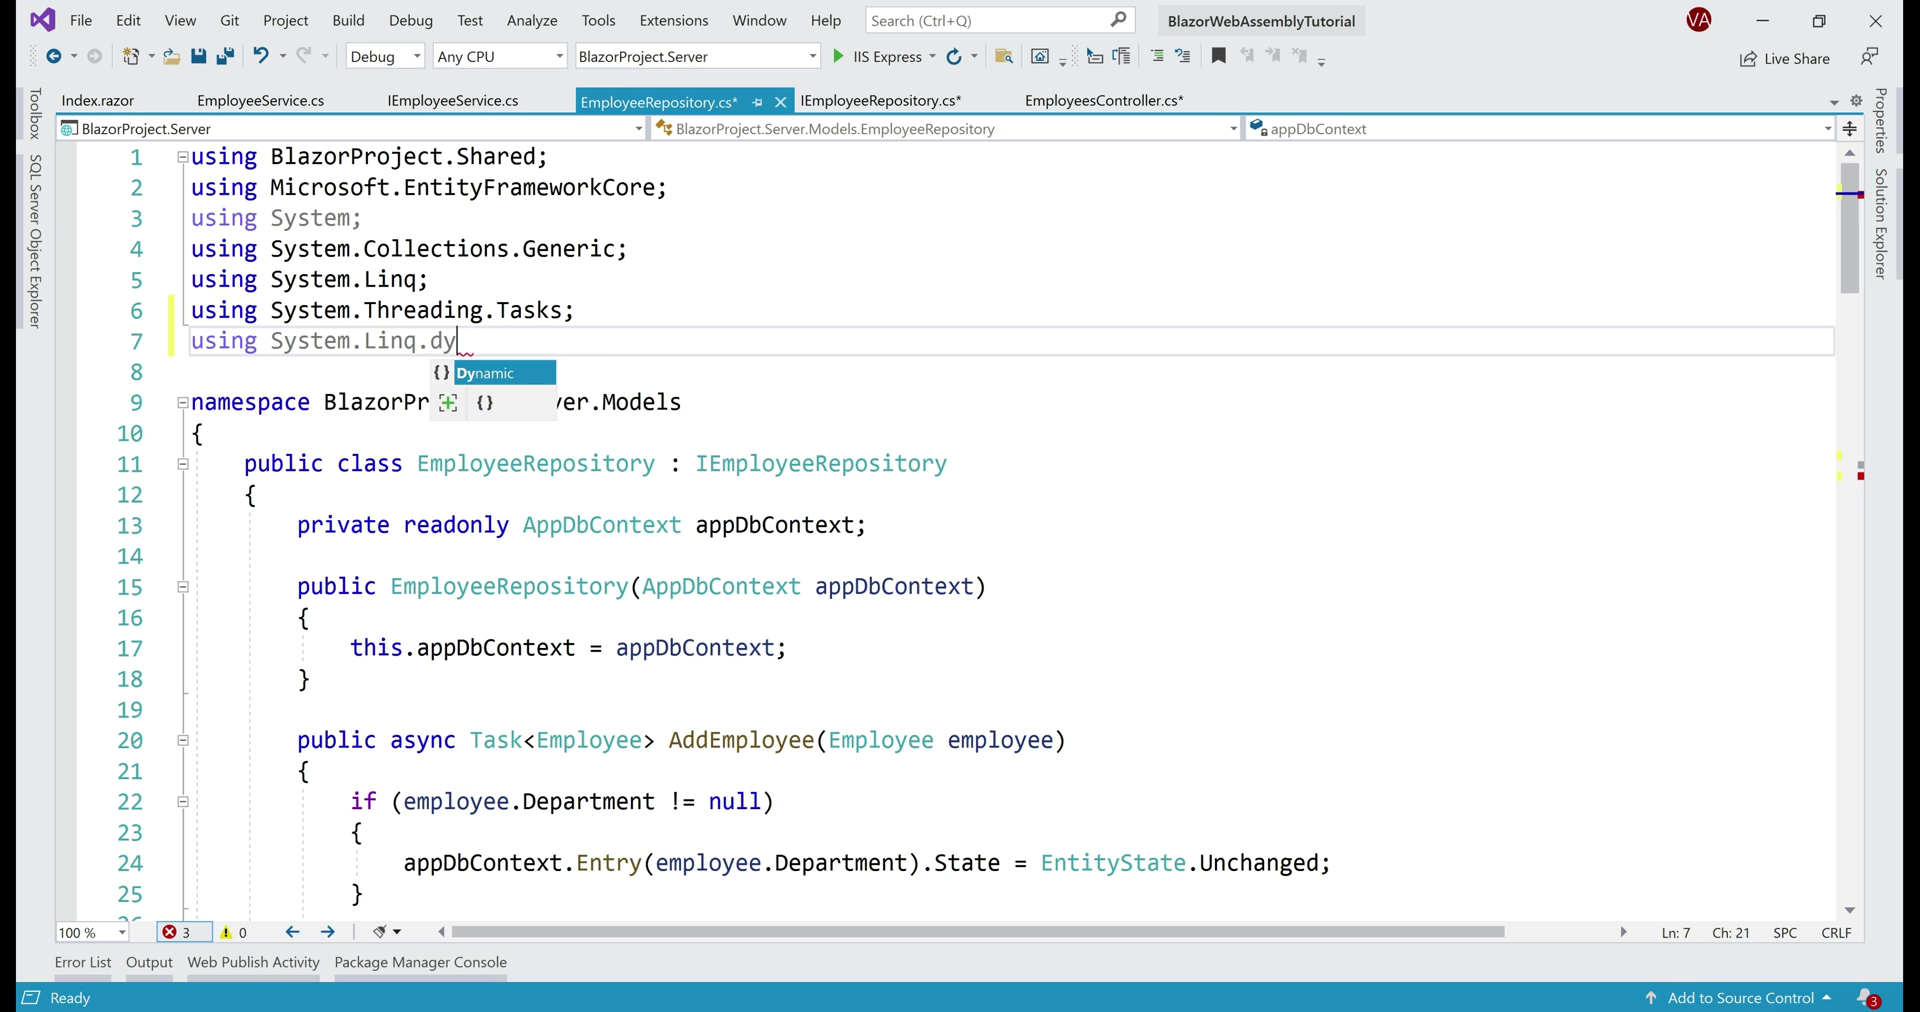 File Edit View Git Project Build Debug Test Analyze Tools Extensions Window Help Search (Ctrl+Q) BlazorWebAssemblyTutorial VA
Debug Any CPU BlazorProject.Server IIS Express Live Share
Index.razor EmployeeService.cs IEmployeeService.cs EmployeeRepository.cs* IEmployeeRepository.cs* EmployeesController.cs*
BlazorProject.Server BlazorProject.Server.Models.EmployeeRepository appDbContext
Toolbox
SQL Server Object Explorer
Properties
Solution Explorer
1 using BlazorProject.Shared;
2 using Microsoft.EntityFrameworkCore;
3 using System;
4 using System.Collections.Generic;
5 using System.Linq;
6 using System.Threading.Tasks;
7 using System.Linq.dy
8 {} Dynamic
9 namespace BlazorPr {} ver.Models
10 {
11 public class EmployeeRepository : IEmployeeRepository
12 {
13 private readonly AppDbContext appDbContext;
14
15 public EmployeeRepository(AppDbContext appDbContext)
16 {
17 this.appDbContext = appDbContext;
18 }
19
20 public async Task<Employee> AddEmployee(Employee employee)
21 {
22 if (employee.Department != null)
23 {
24 appDbContext.Entry(employee.Department).State = EntityState.Unchanged;
25 }
100 % 3 0 Ln: 7 Ch: 21 SPC CRLF
Error List Output Web Publish Activity Package Manager Console
Ready Add to Source Control 3